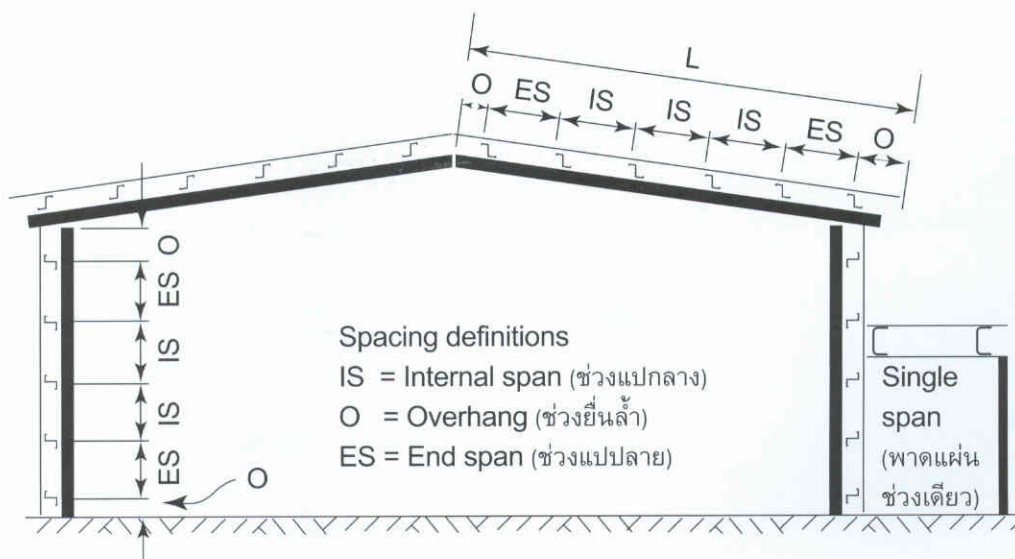 L
O ES IS IS IS ES O
O
ES
IS
IS
ES
O
Spacing definitions
IS = Internal span (ช่วงแปกลาง)
O = Overhang (ช่วงยื่นล้ำ)
ES = End span (ช่วงแปปลาย)
Single
span
(พาดแผ่น
ช่วงเดียว)